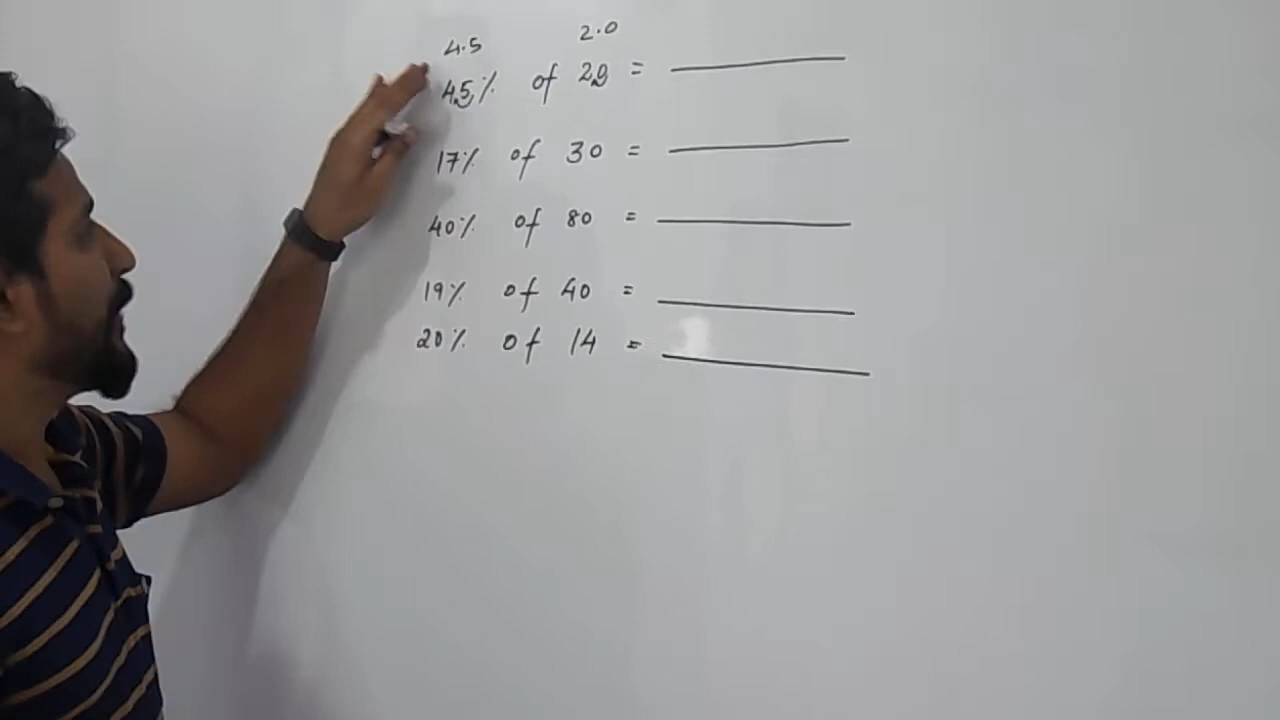 4.5 2.0
45% of 20 =
17% of 30 =
40% of 80 =
19% of 40 =
20% of 14 =